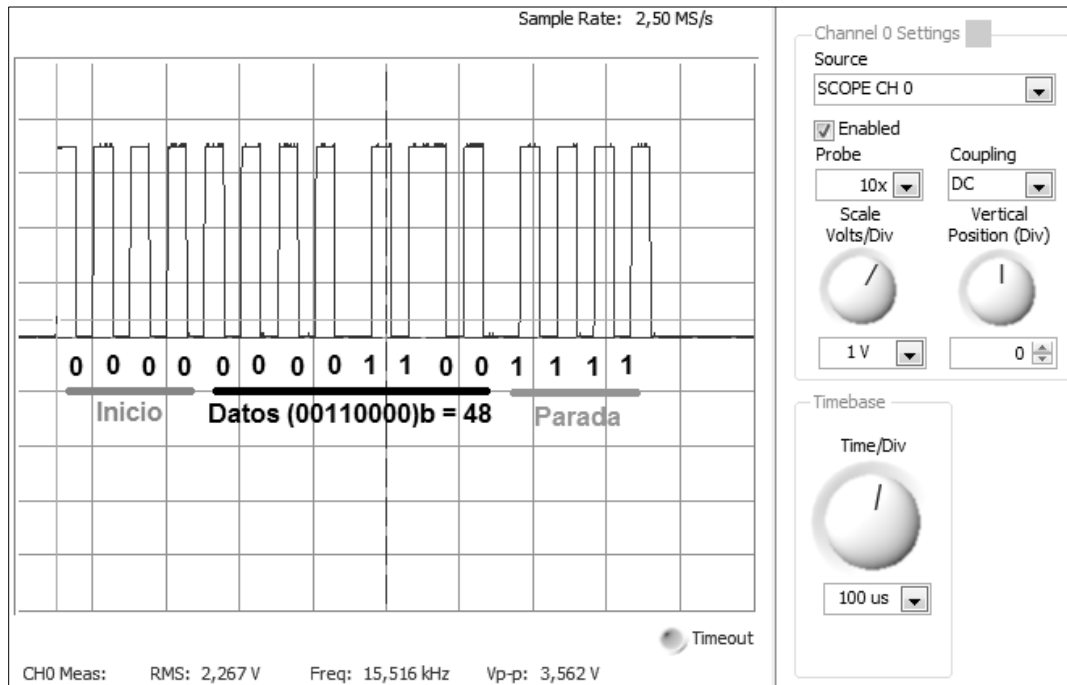 Sample Rate: 2,50 MS/s
0 0 0 0 0 0 0 0 1 1 0 0 1 1 1 1
Inicio Datos (00110000)b = 48 Parada
Timeout
CH0 Meas: RMS: 2,267 V Freq: 15,516 kHz Vp-p: 3,562 V
Channel 0 Settings
Source
SCOPE CH 0
Enabled
Probe Coupling
10x DC
Scale Vertical
Volts/Div Position (Div)
1 V 0
Timebase
Time/Div
100 us